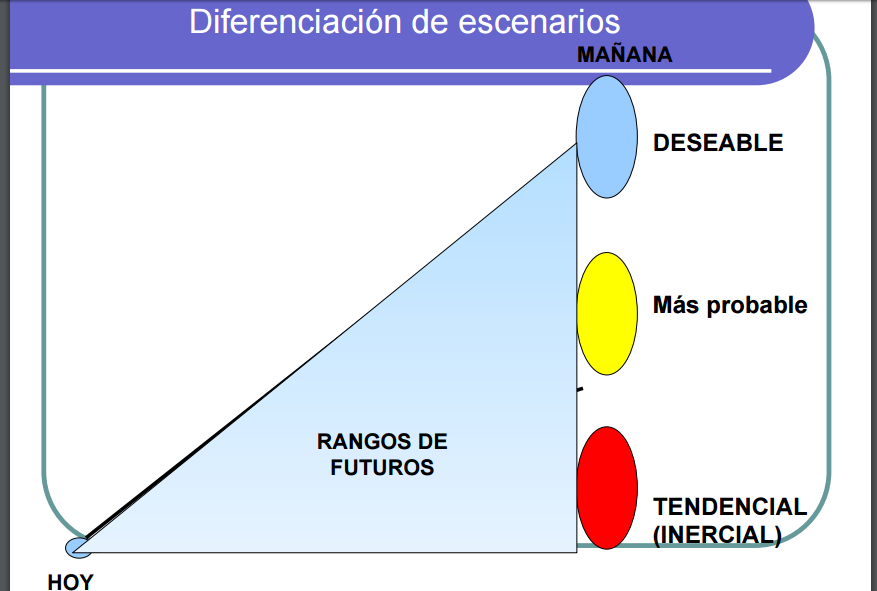 Diferenciación de escenarios
MAÑANA
DESEABLE
Más probable
RANGOS DE
FUTUROS
TENDENCIAL
(INERCIAL)
HOY